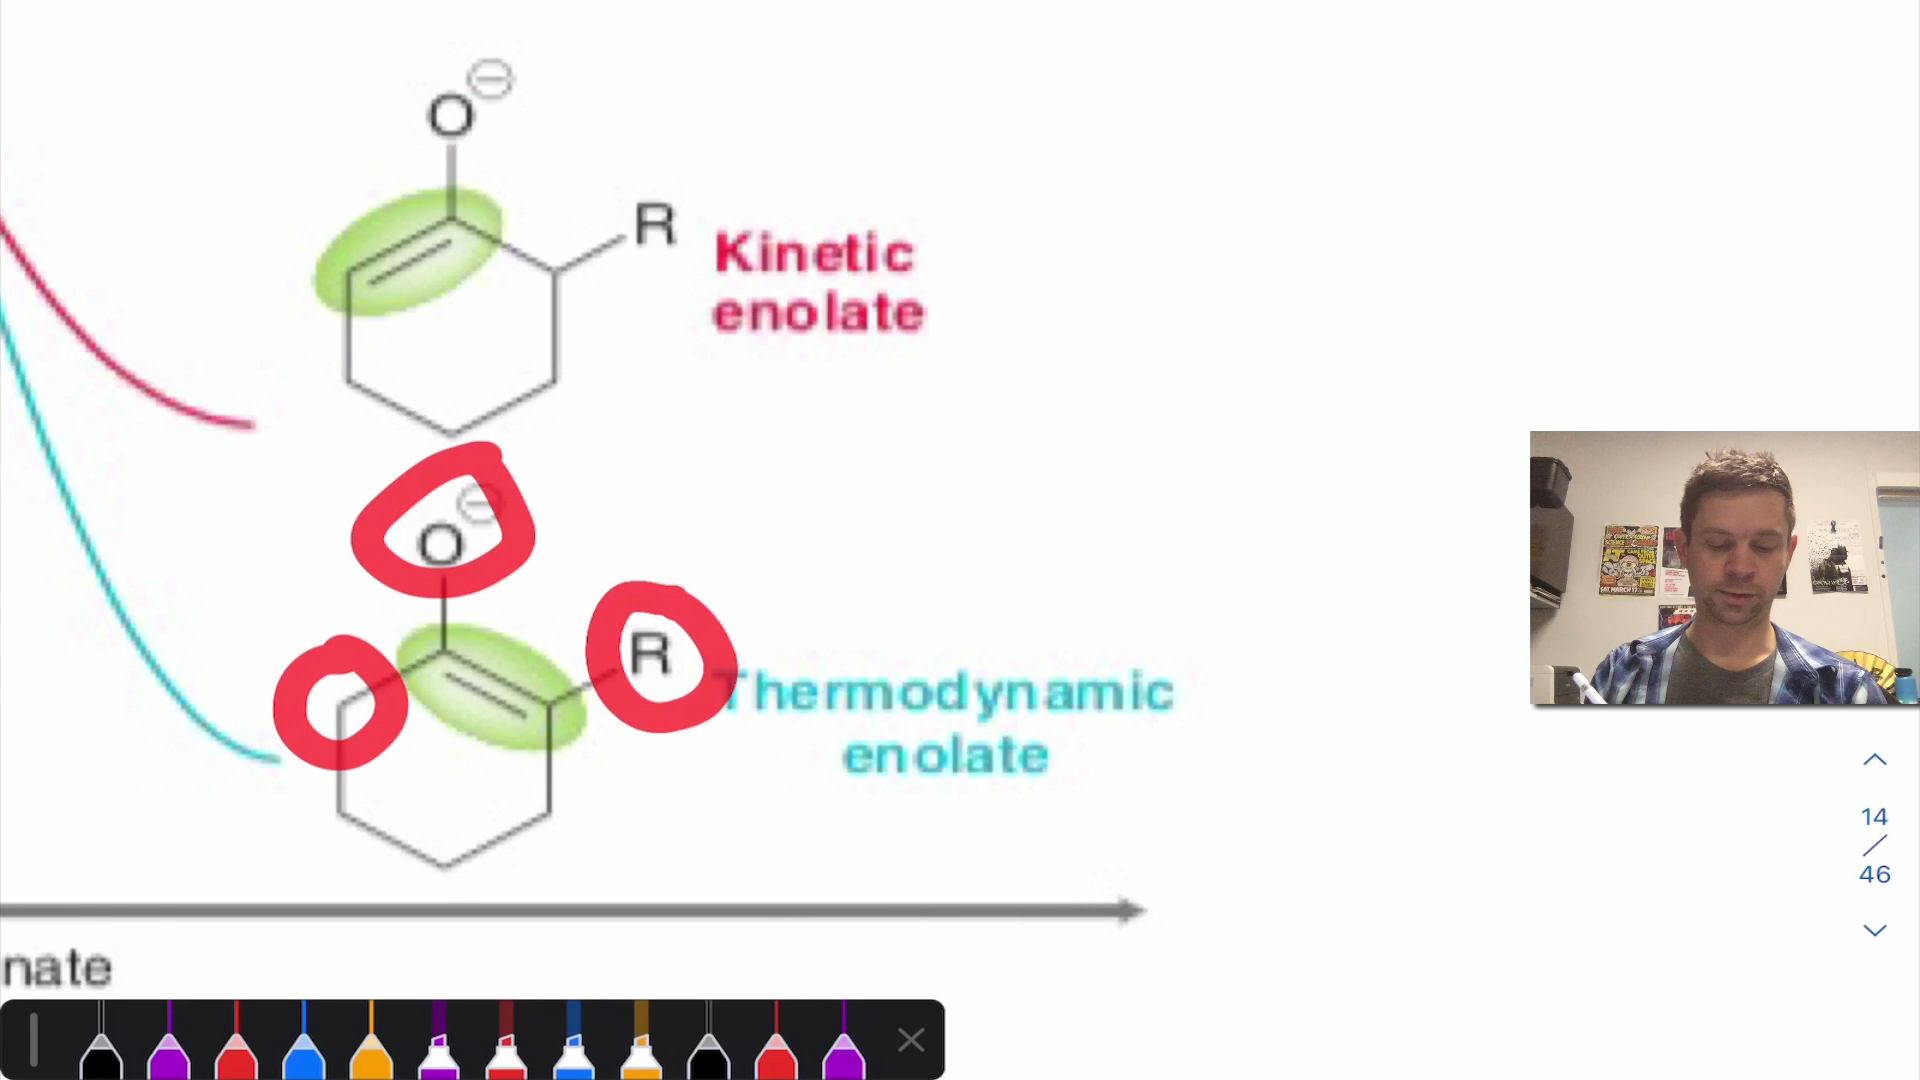 O⊖
R
Kinetic
enolate
O⊖
R
Thermodynamic
enolate
14
/
46
nate